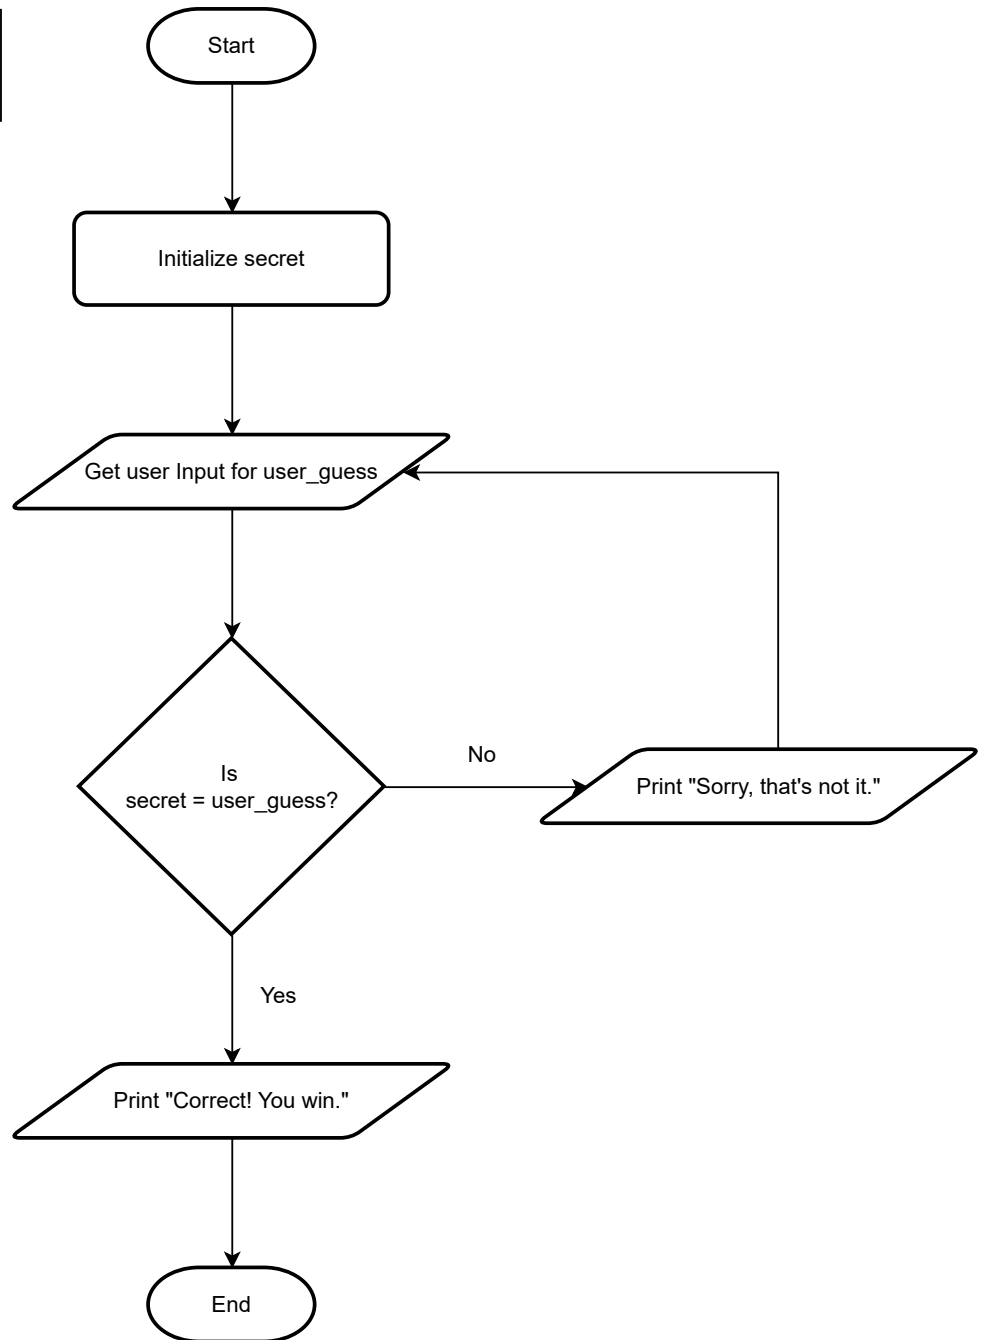 Start
Initialize secret
Get user Input for user_guess
Is
secret = user_guess?
No
Print "Sorry, that's not it."
Yes
Print "Correct! You win."
End